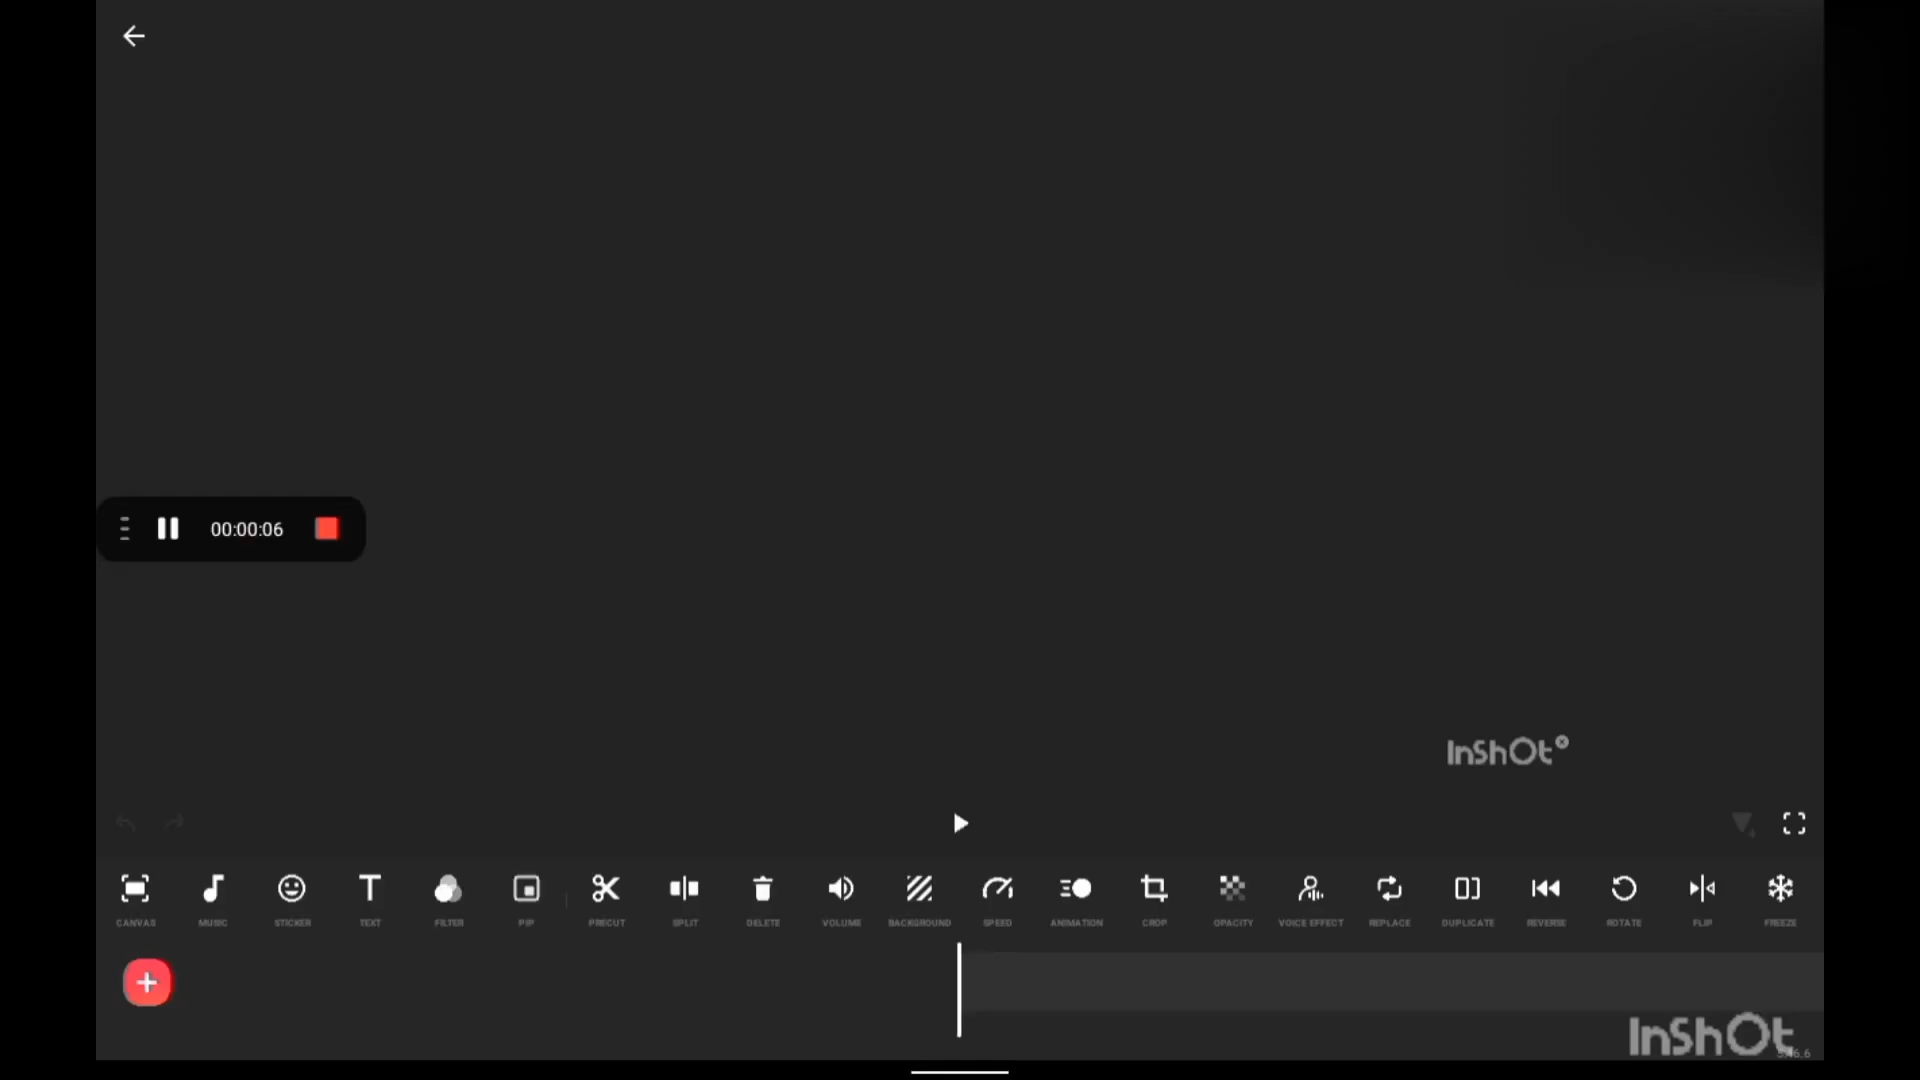 00:00:06
InShOt
CANVAS MUSIC STICKER TEXT FILTER PIP PRECUT SPLIT DELETE VOLUME BACKGROUND SPEED ANIMATION CROP OPACITY VOICE EFFECT REPLACE DUPLICATE REVERSE ROTATE FLIP FREEZE
InShOt